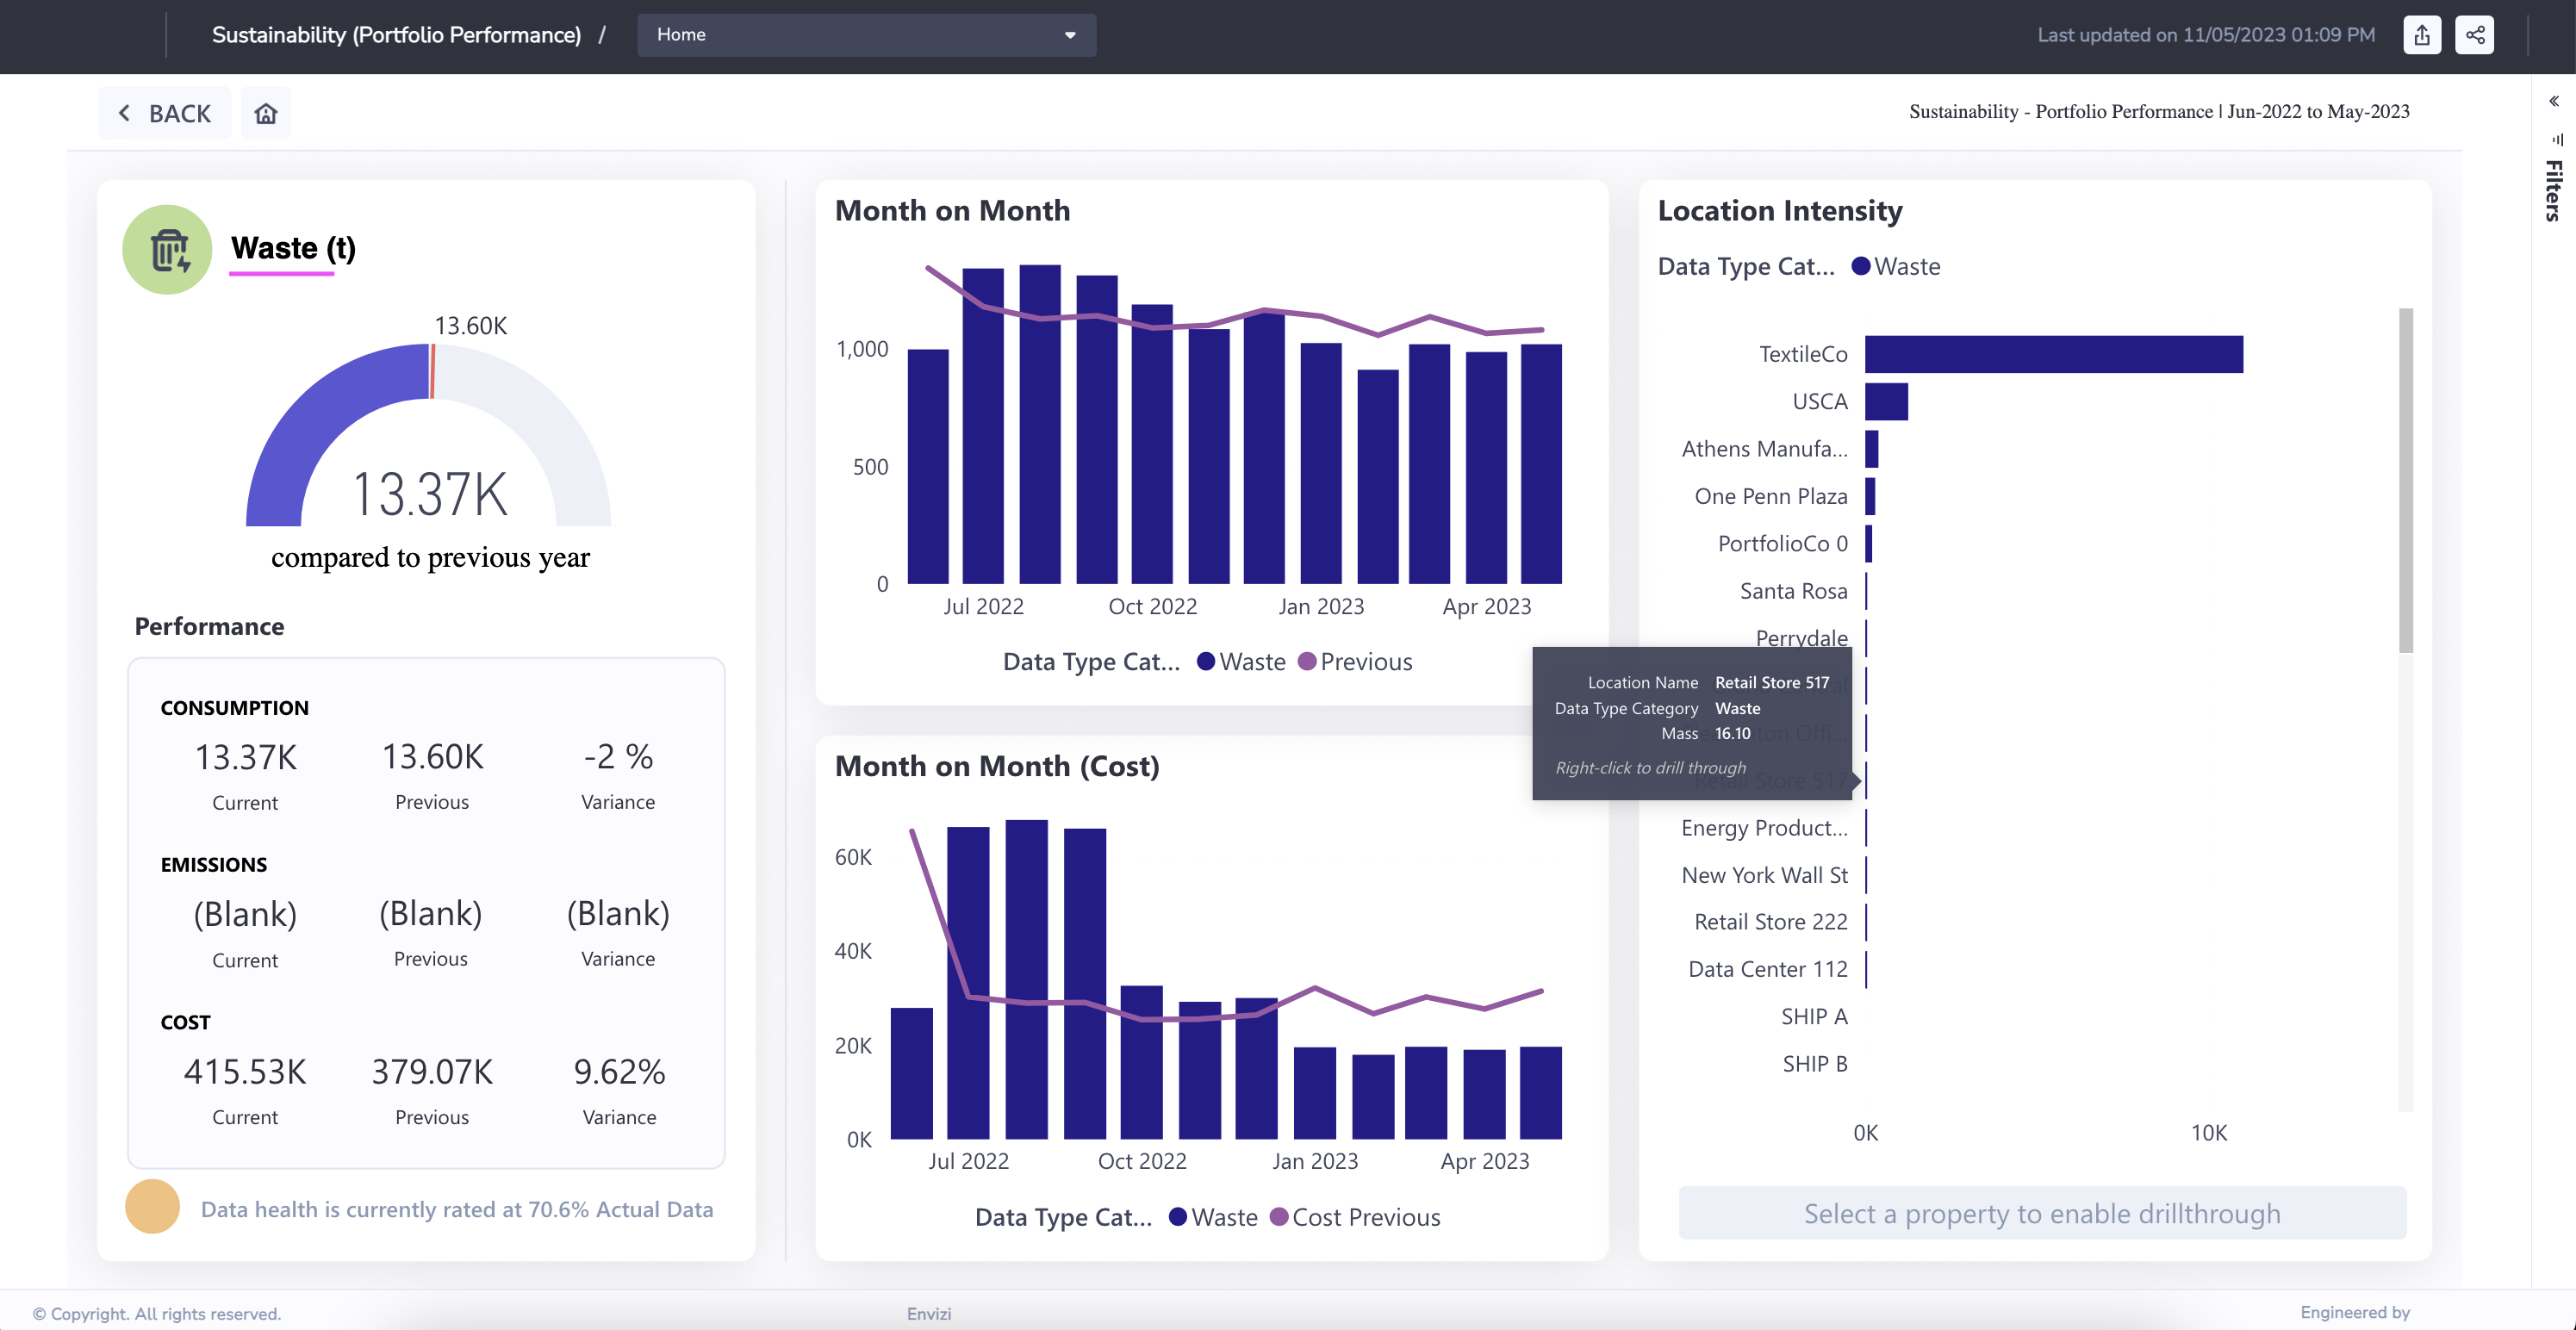 Sustainability (Portfolio Performance) / Home
Last updated on 11/05/2023 01:09 PM
BACK
Sustainability - Portfolio Performance | Jun-2022 to May-2023
Filters
Waste (t)
13.60K
13.37K
compared to previous year
Performance
CONSUMPTION
13.37K 13.60K -2 %
Current Previous Variance
EMISSIONS
(Blank) (Blank) (Blank)
Current Previous Variance
COST
415.53K 379.07K 9.62%
Current Previous Variance
Data health is currently rated at 70.6% Actual Data
Month on Month
1,000
500
0
Jul 2022 Oct 2022 Jan 2023 Apr 2023
Data Type Cat... Waste Previous
Month on Month (Cost)
60K
40K
20K
0K
Jul 2022 Oct 2022 Jan 2023 Apr 2023
Data Type Cat... Waste Cost Previous
Location Intensity
Data Type Cat... Waste
TextileCo
USCA
Athens Manufa...
One Penn Plaza
PortfolioCo 0
Santa Rosa
Perrydale
Location Name Retail Store 517
Data Type Category Waste
Mass 16.10
Right-click to drill through
Retail Store 517
Energy Product...
New York Wall St
Retail Store 222
Data Center 112
SHIP A
SHIP B
0K 10K
Select a property to enable drillthrough
© Copyright. All rights reserved.
Envizi
Engineered by